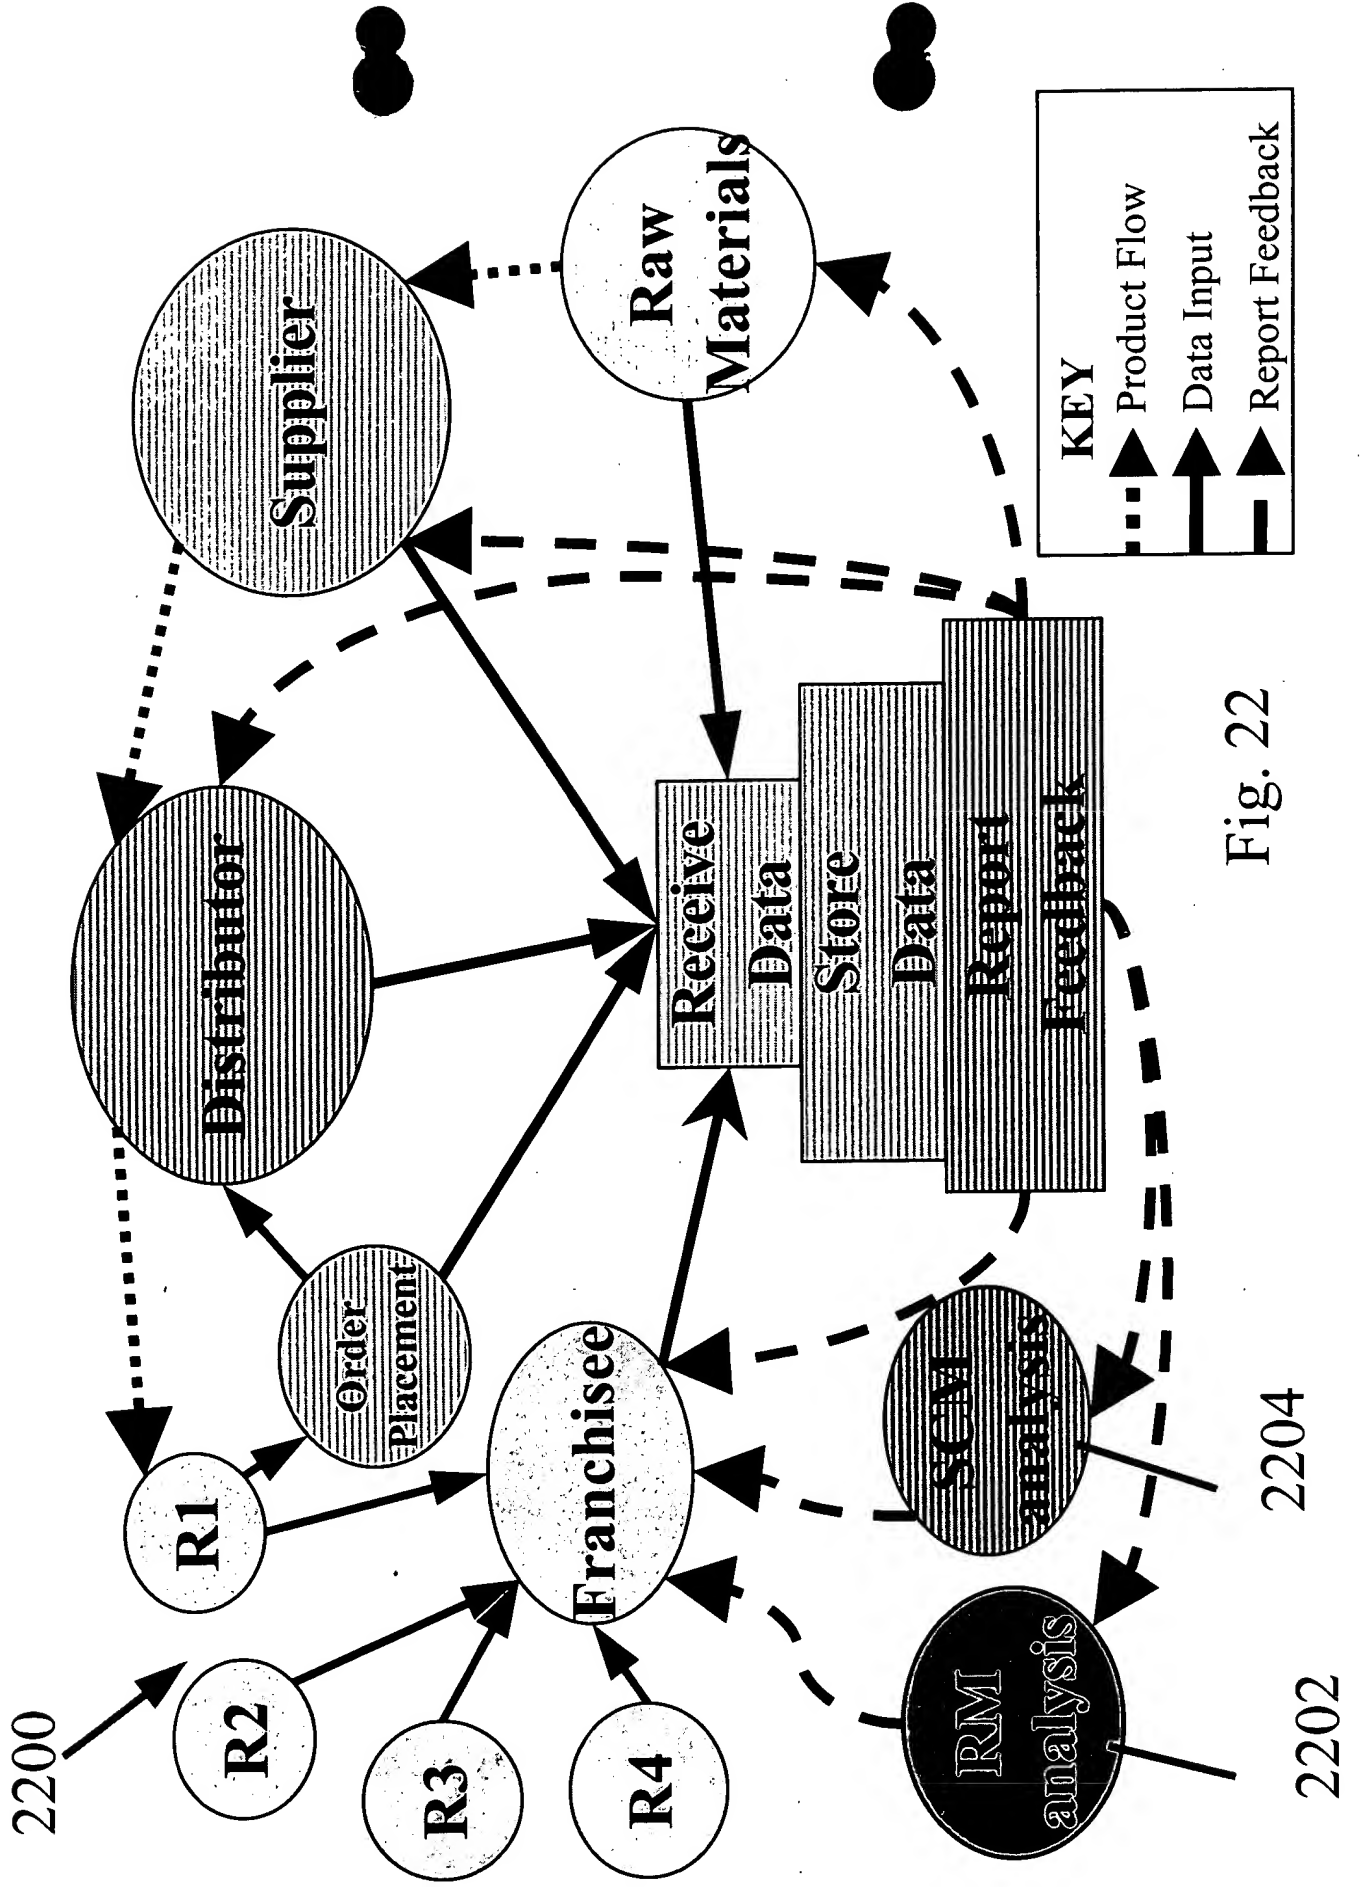 2200
R1
R2
R3
R4
Order
Placement
Franchisee
Distributor
Supplier
Raw
Materials
Receive
Data
Store
Data
Report
Feedback
RM
analysis
SCM
analysis
2202
2204
KEY
Product Flow
Data Input
Report Feedback
Fig. 22